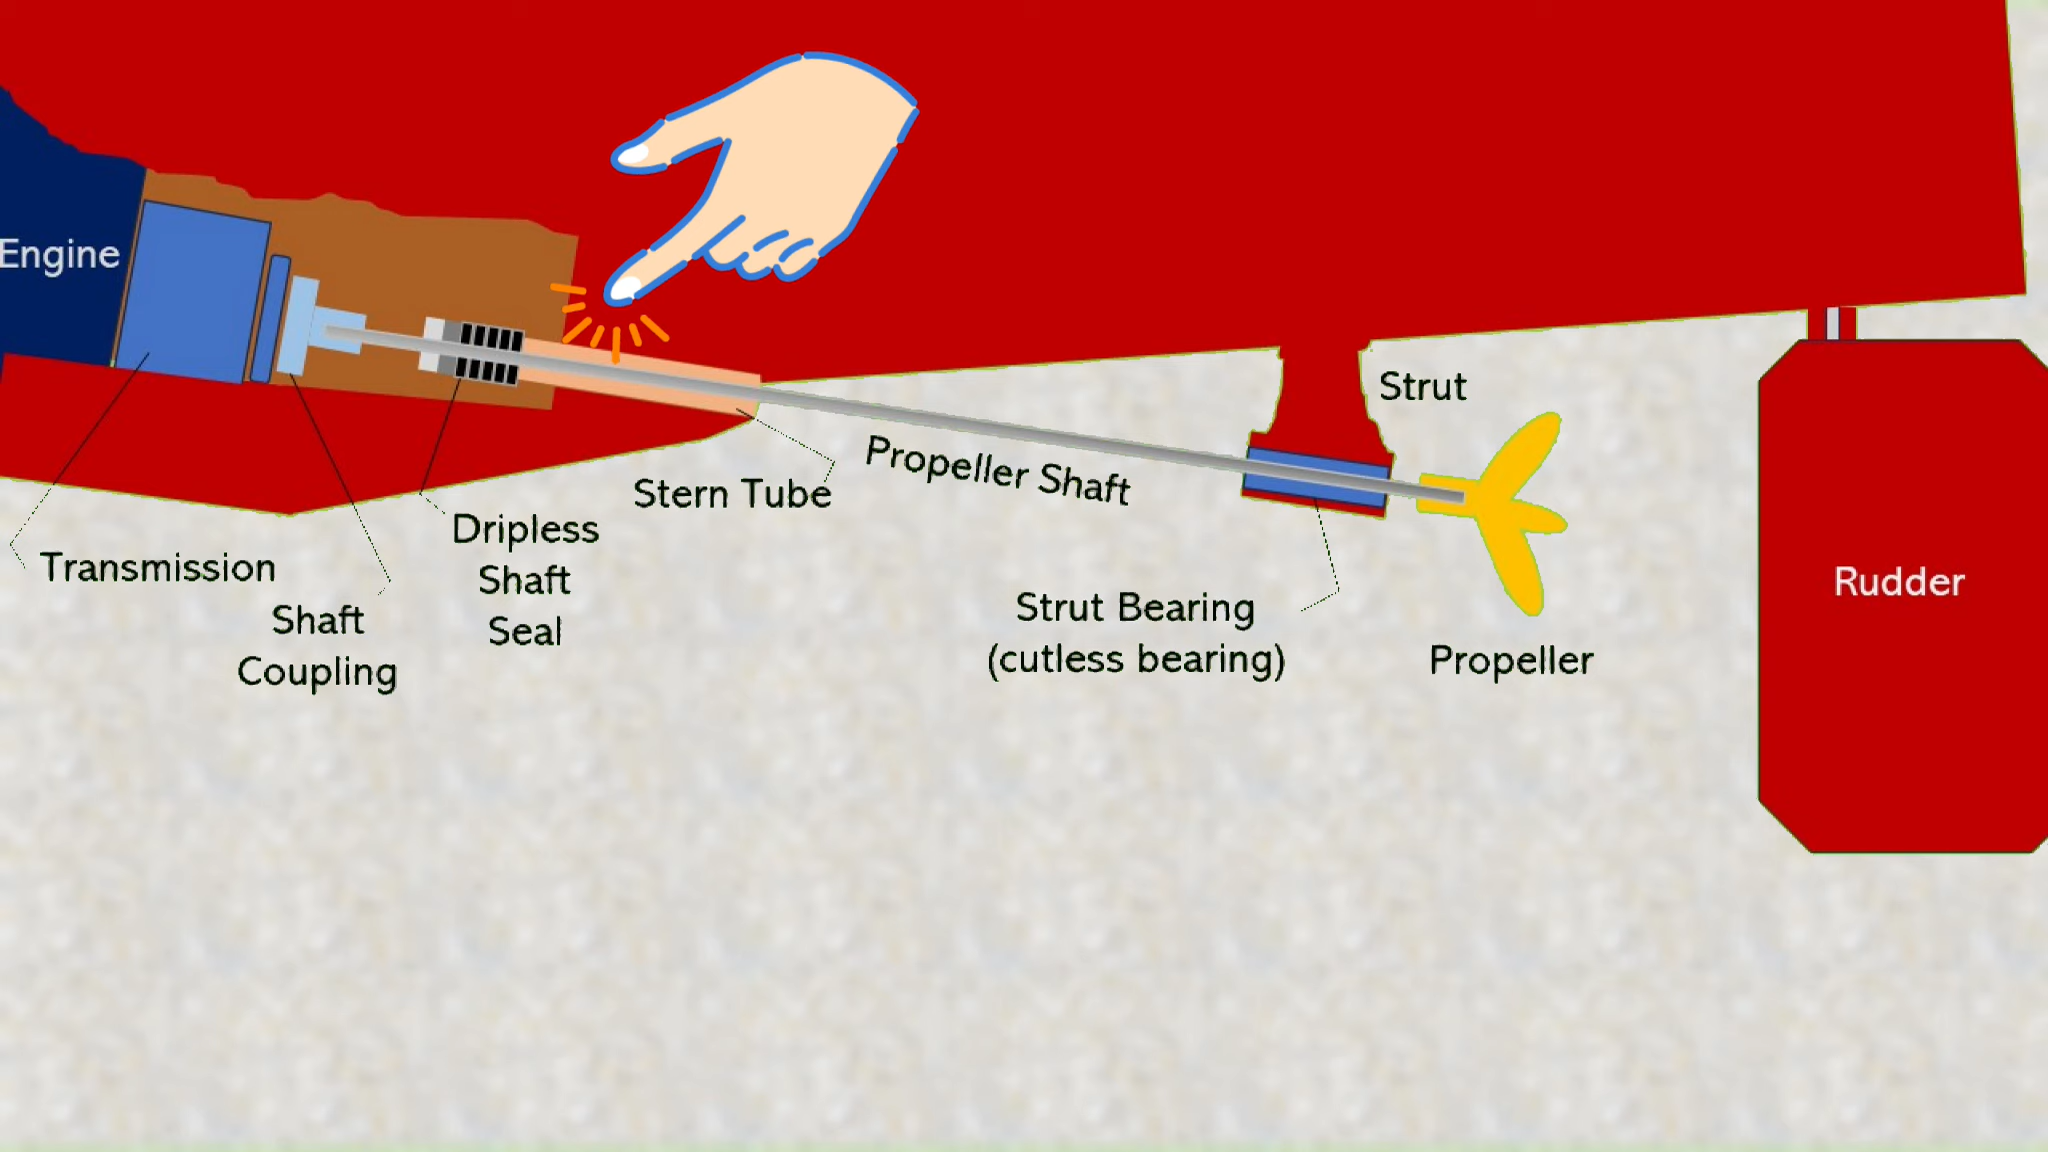 Engine
Strut
Propeller Shaft
Stern Tube
Dripless
Shaft
Seal
Transmission
Shaft
Coupling
Strut Bearing
(cutless bearing)
Propeller
Rudder